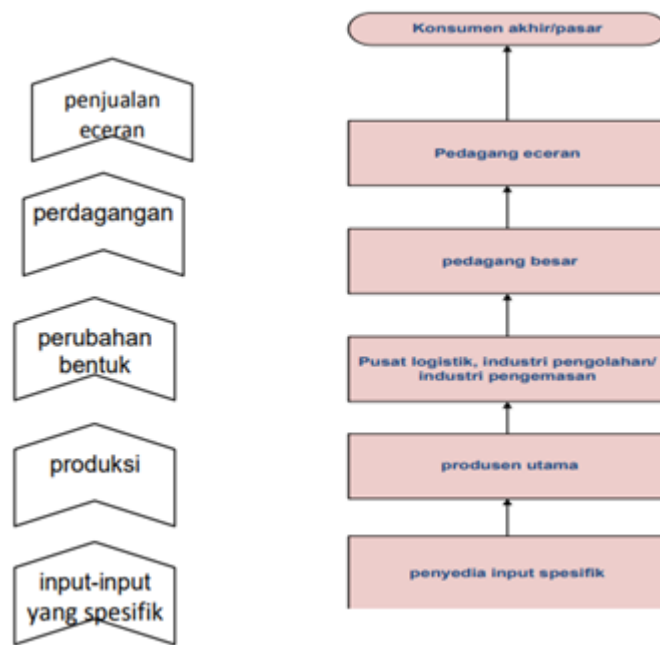 Konsumen akhir/pasar
penjualan
eceran
Pedagang eceran
perdagangan
pedagang besar
perubahan
bentuk
Pusat logistik, industri pengolahan/
industri pengemasan
produksi
produsen utama
input-input
yang spesifik
penyedia input spesifik